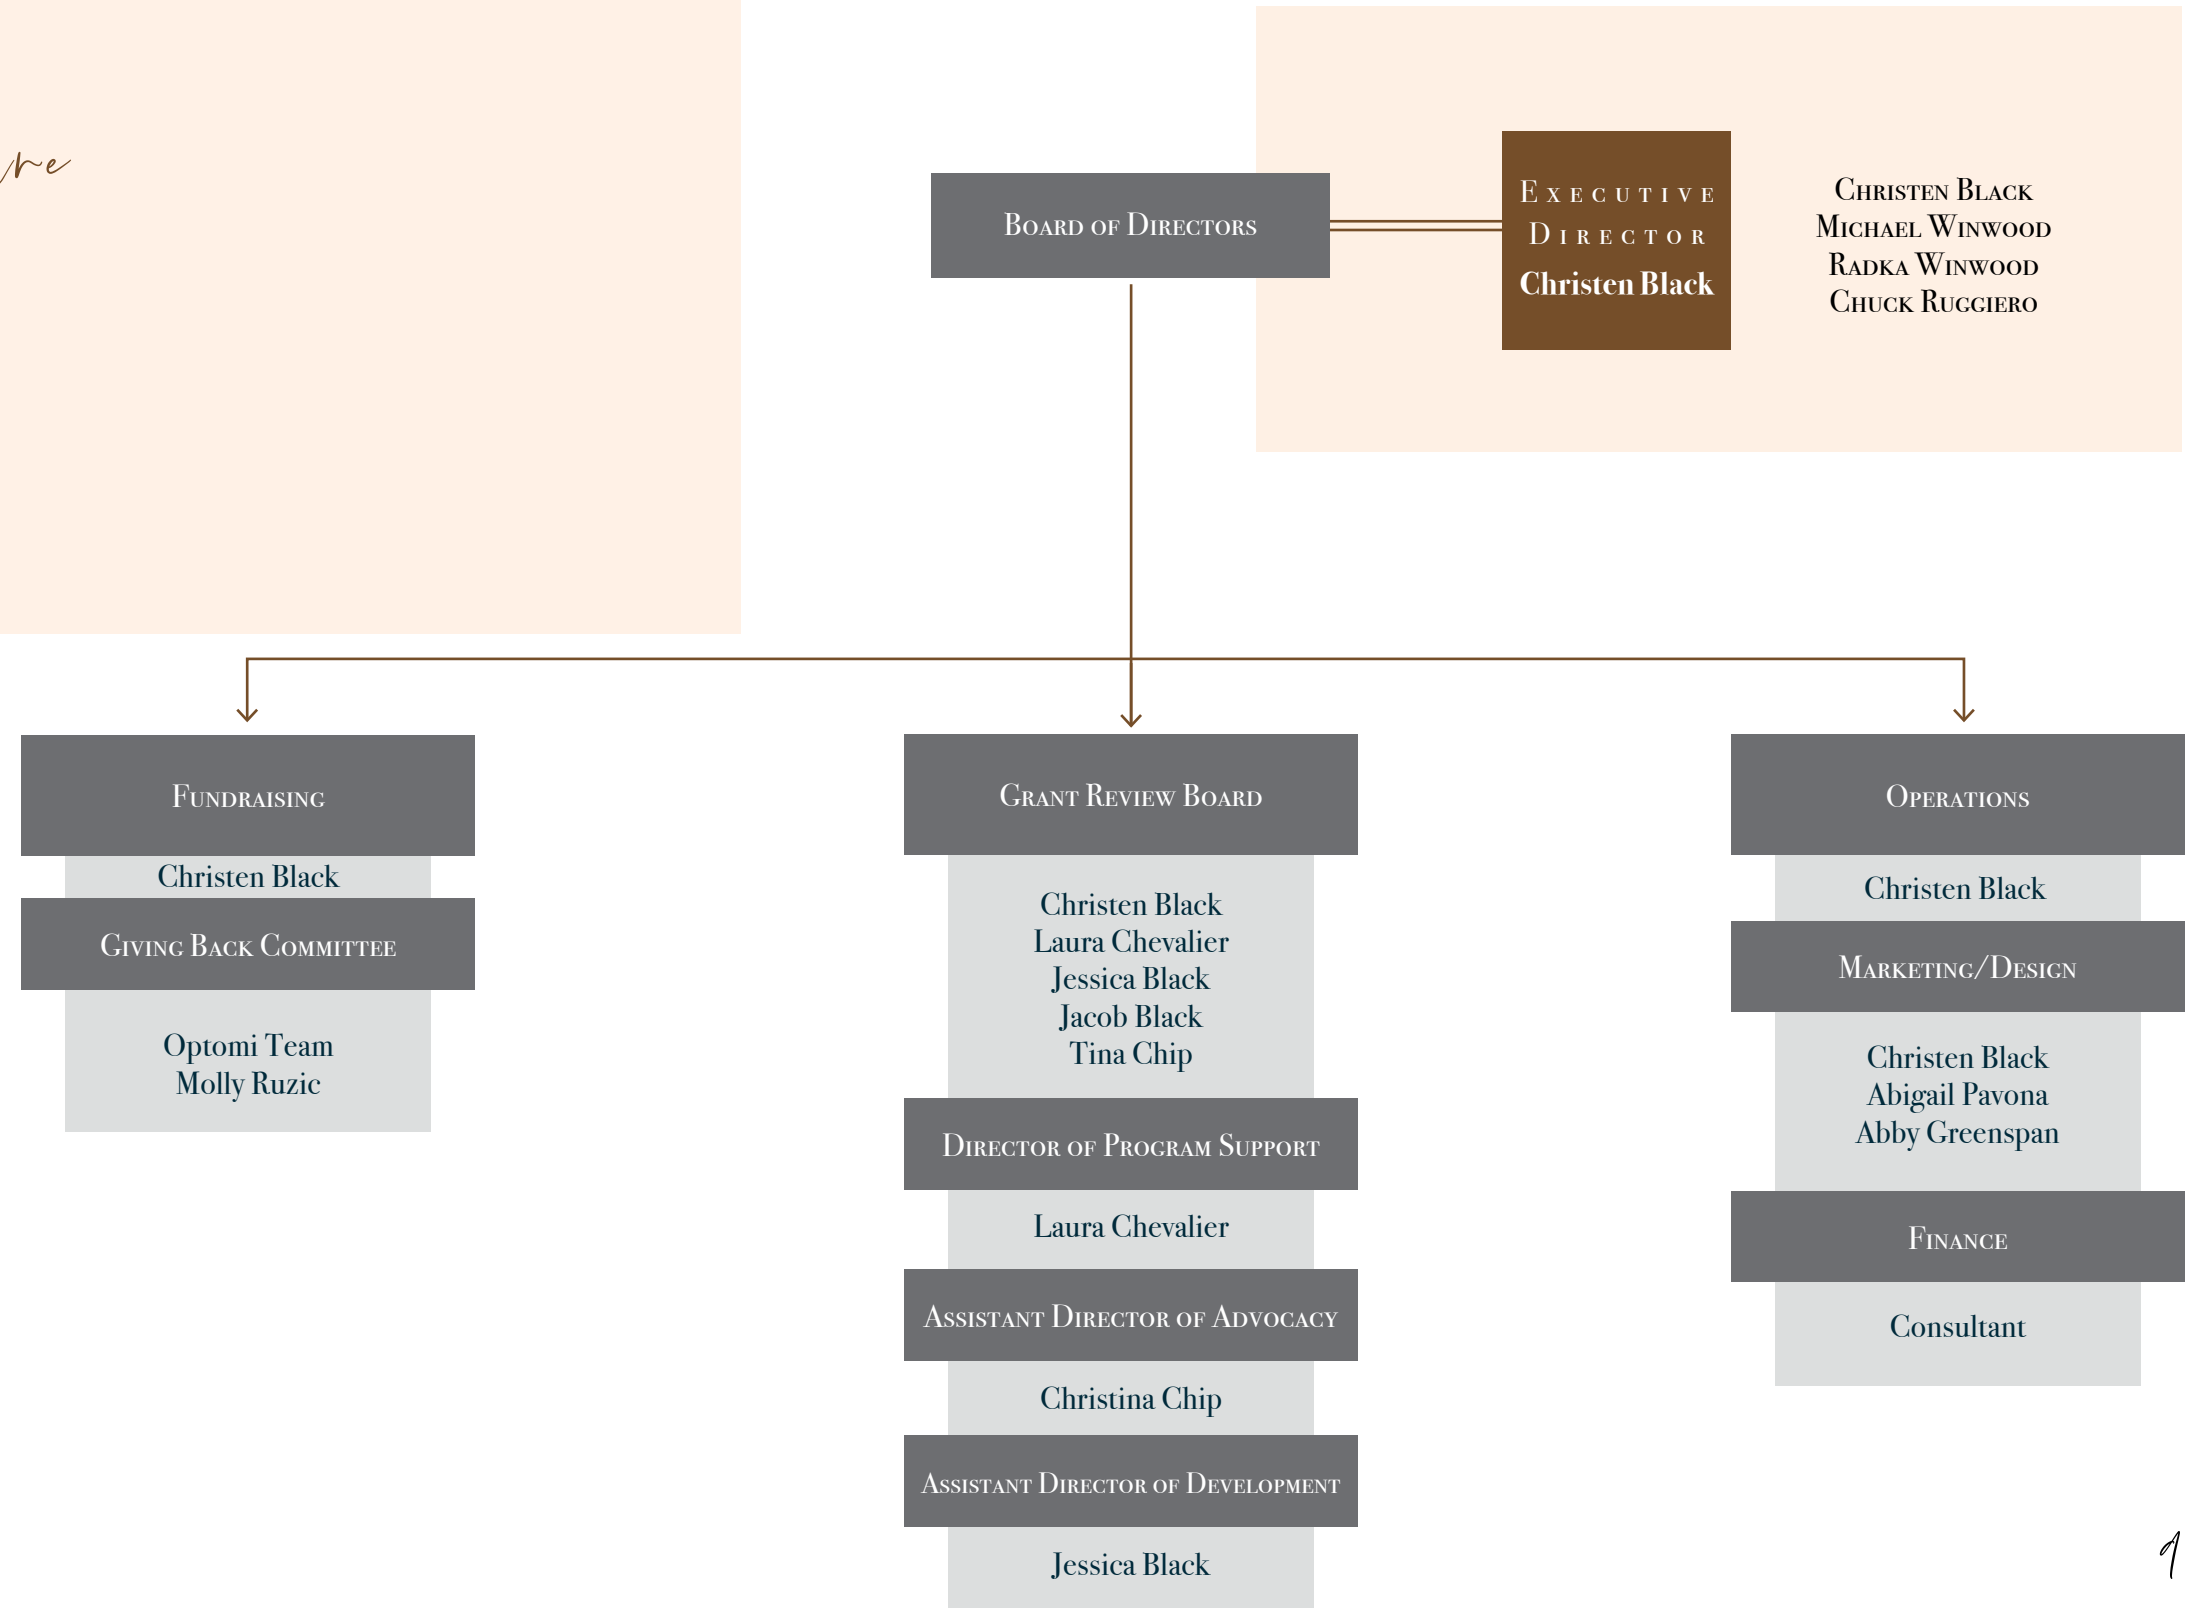 Board of Directors
Executive
Director
Christen Black
Christen Black
Michael Winwood
Radka Winwood
Chuck Ruggiero
Fundraising
Christen Black
Giving Back Committee
Optomi Team
Molly Ruzic
Grant Review Board
Christen Black
Laura Chevalier
Jessica Black
Jacob Black
Tina Chip
Director of Program Support
Laura Chevalier
Assistant Director of Advocacy
Christina Chip
Assistant Director of Development
Jessica Black
Operations
Christen Black
Marketing/Design
Christen Black
Abigail Pavona
Abby Greenspan
Finance
Consultant
9